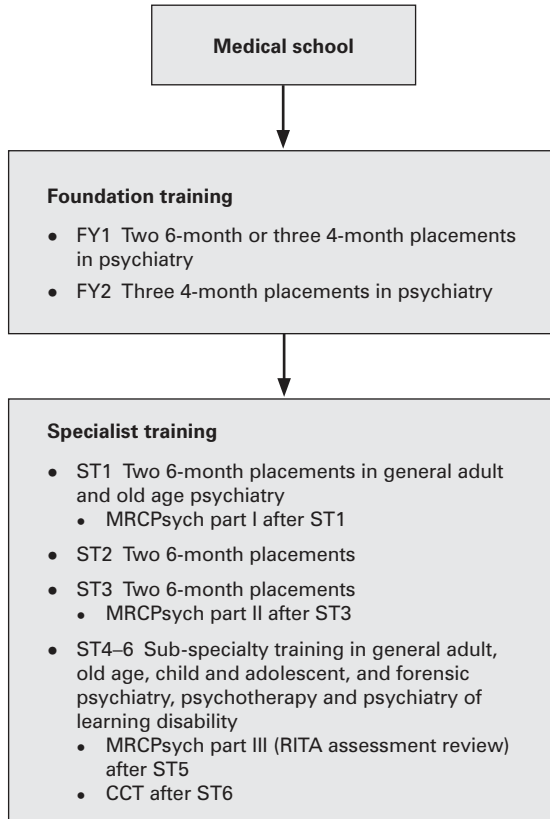 Medical school
Foundation training
• FY1 Two 6-month or three 4-month placements
in psychiatry
• FY2 Three 4-month placements in psychiatry
Specialist training
• ST1 Two 6-month placements in general adult
and old age psychiatry
• MRCPsych part I after ST1
• ST2 Two 6-month placements
• ST3 Two 6-month placements
• MRCPsych part II after ST3
• ST4–6 Sub-specialty training in general adult,
old age, child and adolescent, and forensic
psychiatry, psychotherapy and psychiatry of
learning disability
• MRCPsych part III (RITA assessment review)
after ST5
• CCT after ST6